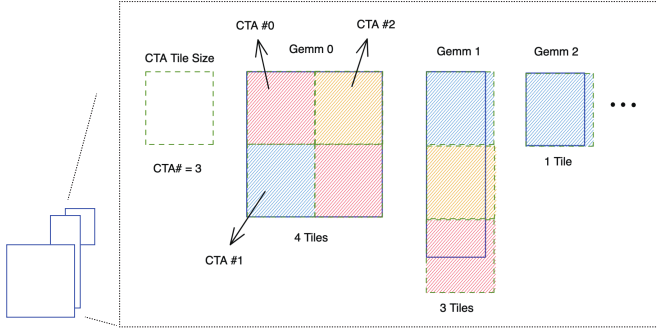 CTA #0
CTA #2
Gemm 0
Gemm 1
Gemm 2
CTA Tile Size
CTA# = 3
1 Tile
CTA #1
4 Tiles
3 Tiles